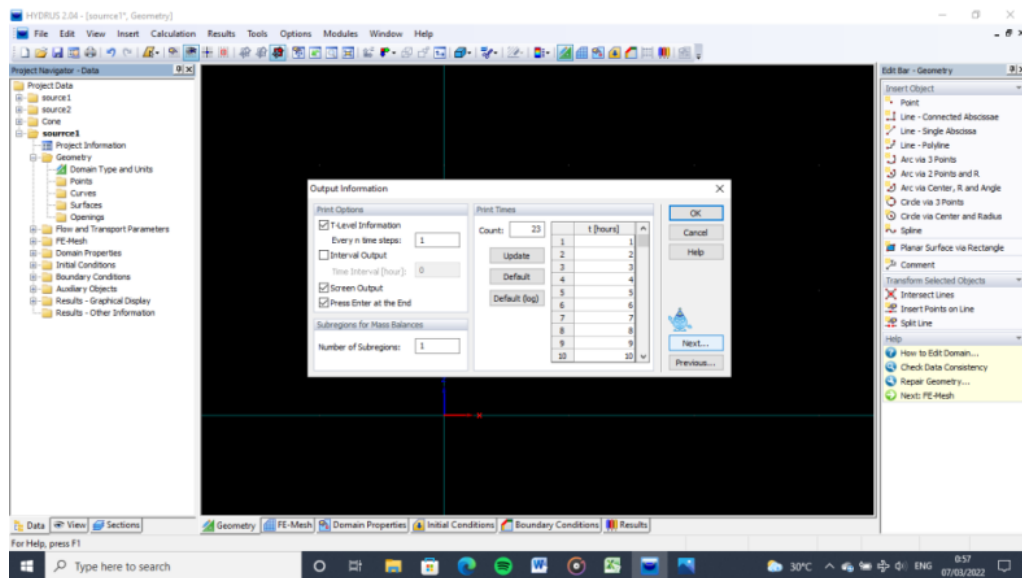 HYDRUS 2.04 - [sourrce1*, Geometry]
File Edit View Insert Calculation Results Tools Options Modules Window Help
Project Navigator - Data
Project Data
source1
source2
Cone
sourrce1
Project Information
Geometry
Domain Type and Units
Points
Curves
Surfaces
Openings
Flow and Transport Parameters
FE-Mesh
Domain Properties
Initial Conditions
Boundary Conditions
Auxiliary Objects
Results - Graphical Display
Results - Other Information
Data View Sections
Output Information
Print Options
T-Level Information
Every n time steps: 1
Interval Output
Time Interval [hour]: 0
Screen Output
Press Enter at the End
Subregions for Mass Balances
Number of Subregions: 1
Print Times
Count: 23
Update
Default
Default (log)
t [hours]
1 1
2 2
3 3
4 4
5 5
6 6
7 7
8 8
9 9
10 10
OK
Cancel
Help
Next...
Previous...
x
Geometry FE-Mesh Domain Properties Initial Conditions Boundary Conditions Results
Edit Bar - Geometry
Insert Object
Point
Line - Connected Abscissae
Line - Single Abscissa
Line - Polyline
Arc via 3 Points
Arc via 2 Points and R
Arc via Center, R and Angle
Circle via 3 Points
Circle via Center and Radius
Spline
Planar Surface via Rectangle
Comment
Transform Selected Objects
Intersect Lines
Insert Points on Line
Split Line
Help
How to Edit Domain...
Check Data Consistency
Repair Geometry...
Next: FE-Mesh
For Help, press F1
Type here to search
30°C
ENG
0:57
07/03/2022